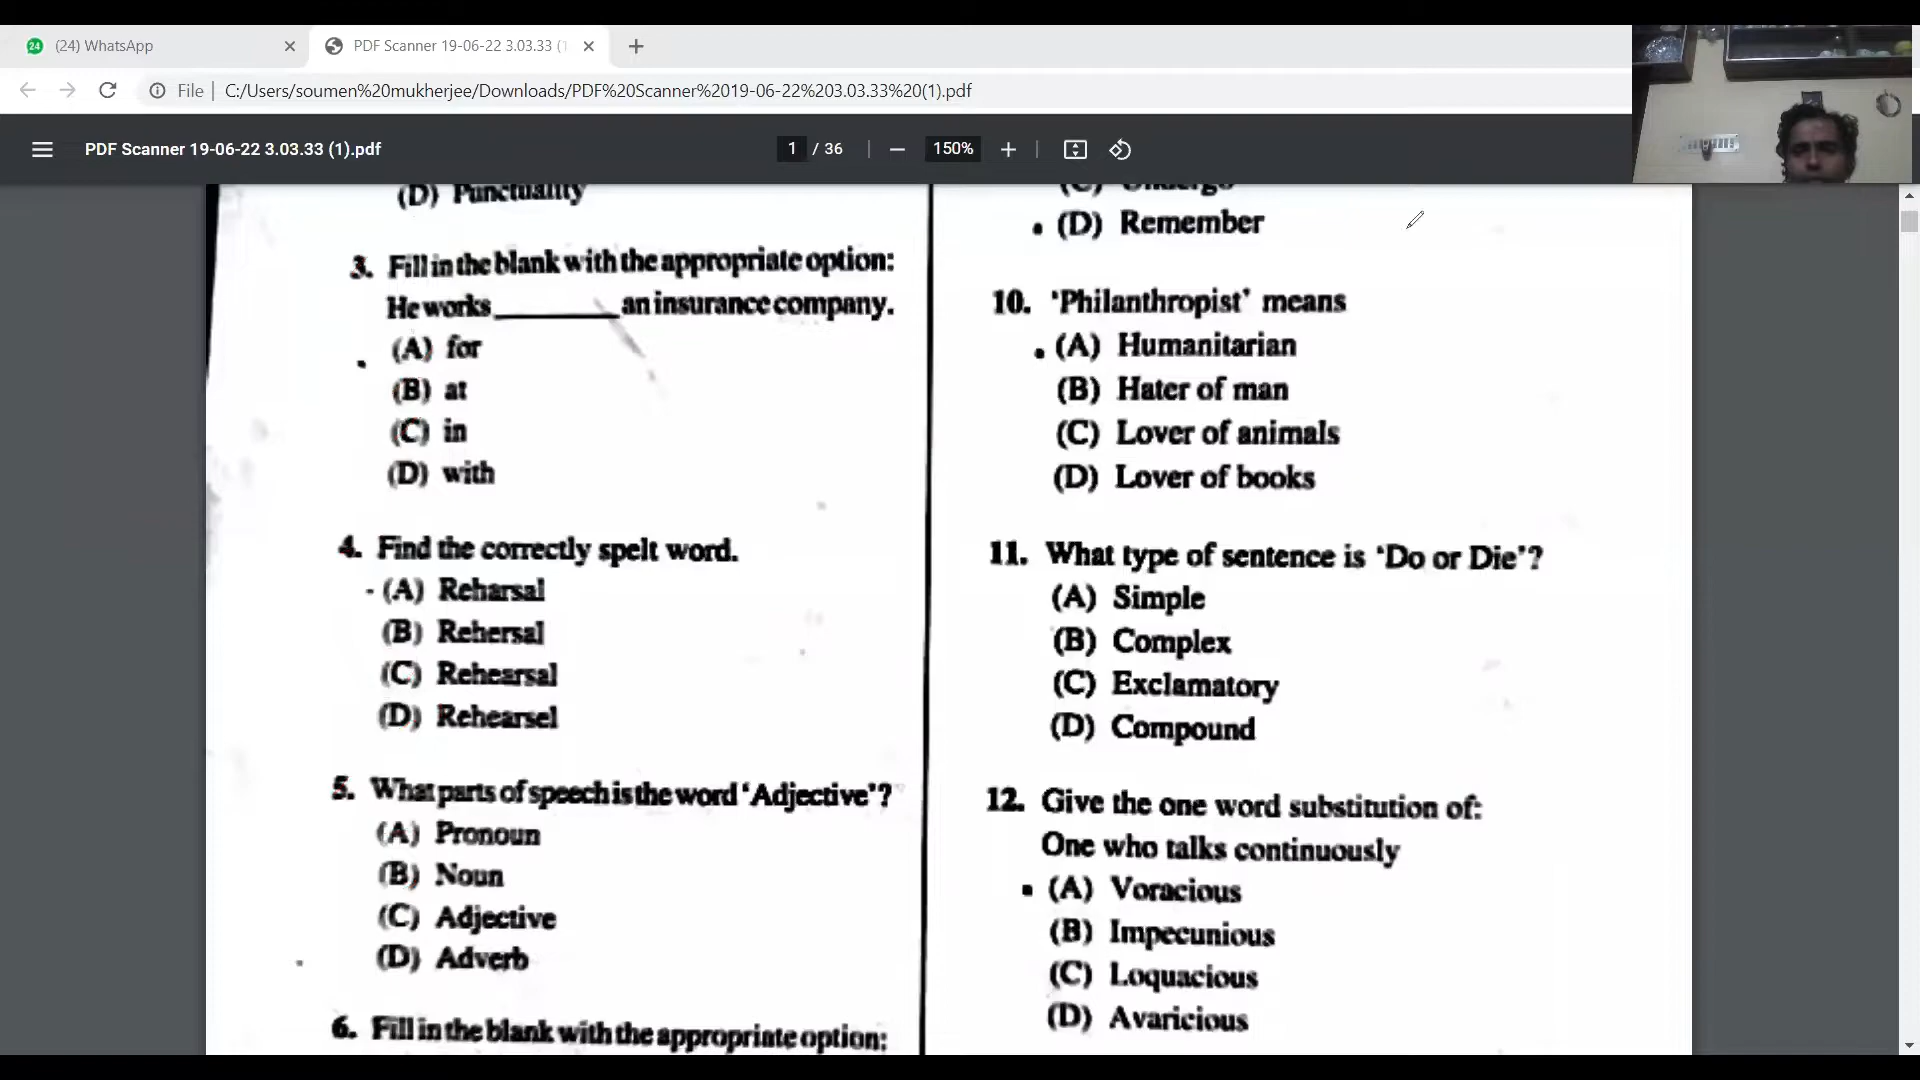 (24) WhatsApp
PDF Scanner 19-06-22 3.03.33 (1
File
C:/Users/soumen%20mukherjee/Downloads/PDF%20Scanner%2019-06-22%203.03.33%20(1).pdf
PDF Scanner 19-06-22 3.03.33 (1).pdf
1 / 36
150%
(D) Punctuality
3. Fill in the blank with the appropriate option:
He works ________ an insurance company.
(A) for
(B) at
(C) in
(D) with
4. Find the correctly spelt word.
(A) Reharsal
(B) Rehersal
(C) Rehearsal
(D) Rehearsel
5. What parts of speech is the word ‘Adjective’?
(A) Pronoun
(B) Noun
(C) Adjective
(D) Adverb
6. Fill in the blank with the appropriate option:
(C) Undergo
(D) Remember
10. ‘Philanthropist’ means
(A) Humanitarian
(B) Hater of man
(C) Lover of animals
(D) Lover of books
11. What type of sentence is ‘Do or Die’?
(A) Simple
(B) Complex
(C) Exclamatory
(D) Compound
12. Give the one word substitution of:
One who talks continuously
(A) Voracious
(B) Impecunious
(C) Loquacious
(D) Avaricious